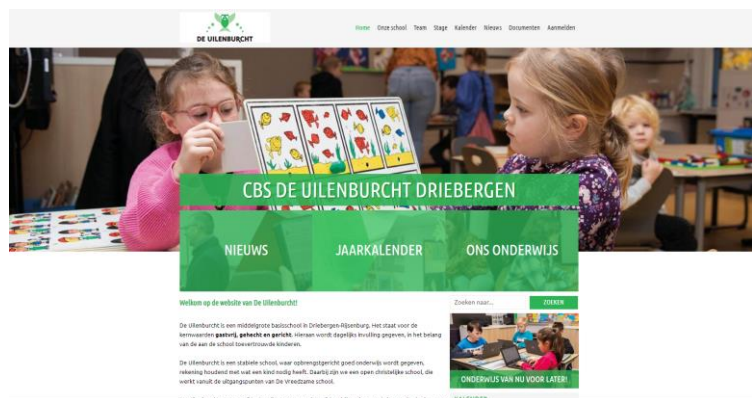 DE UILENBURCHT
Home Onze school Team Stage Kalender Nieuws Documenten Aanmelden
CBS DE UILENBURCHT DRIEBERGEN
NIEUWS JAARKALENDER ONS ONDERWIJS
Welkom op de website van De Uilenburcht!
Zoeken naar... ZOEKEN
De Uilenburcht is een middelgrote basisschool in Driebergen-Rijsenburg. Het staat voor de
kernwaarden gastvrij, gehecht en gericht. Hieraan wordt dagelijks invulling gegeven, in het belang
van de aan de school toevertrouwde kinderen.
De Uilenburcht is een stabiele school, waar opbrengstgericht goed onderwijs wordt gegeven,
rekening houdend met wat een kind nodig heeft. Daarbij zijn we een open christelijke school, die
werkt vanuit de uitgangspunten van De Vreedzame school.
ONDERWIJS VAN NU VOOR LATER!